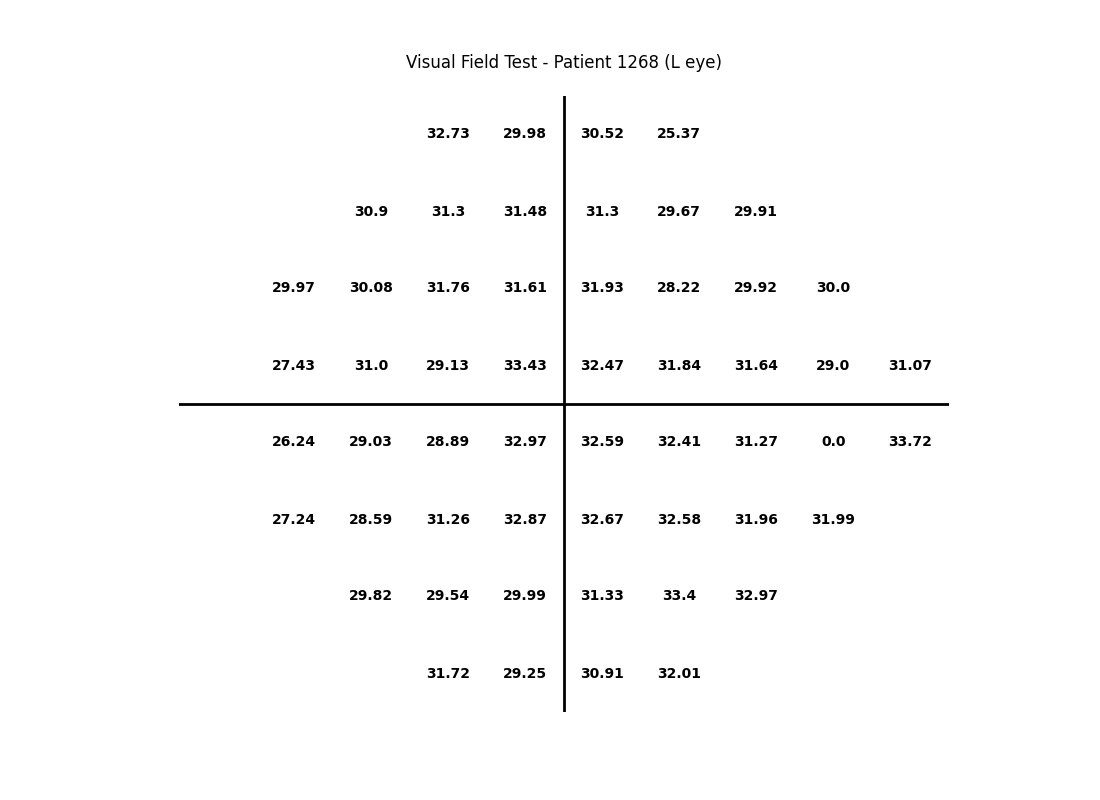 Visual Field Test - Patient 1268 (L eye)
32.73 29.98 30.52 25.37
30.9 31.3 31.48 31.3 29.67 29.91
29.97 30.08 31.76 31.61 31.93 28.22 29.92 30.0
27.43 31.0 29.13 33.43 32.47 31.84 31.64 29.0 31.07
26.24 29.03 28.89 32.97 32.59 32.41 31.27 0.0 33.72
27.24 28.59 31.26 32.87 32.67 32.58 31.96 31.99
29.82 29.54 29.99 31.33 33.4 32.97
31.72 29.25 30.91 32.01